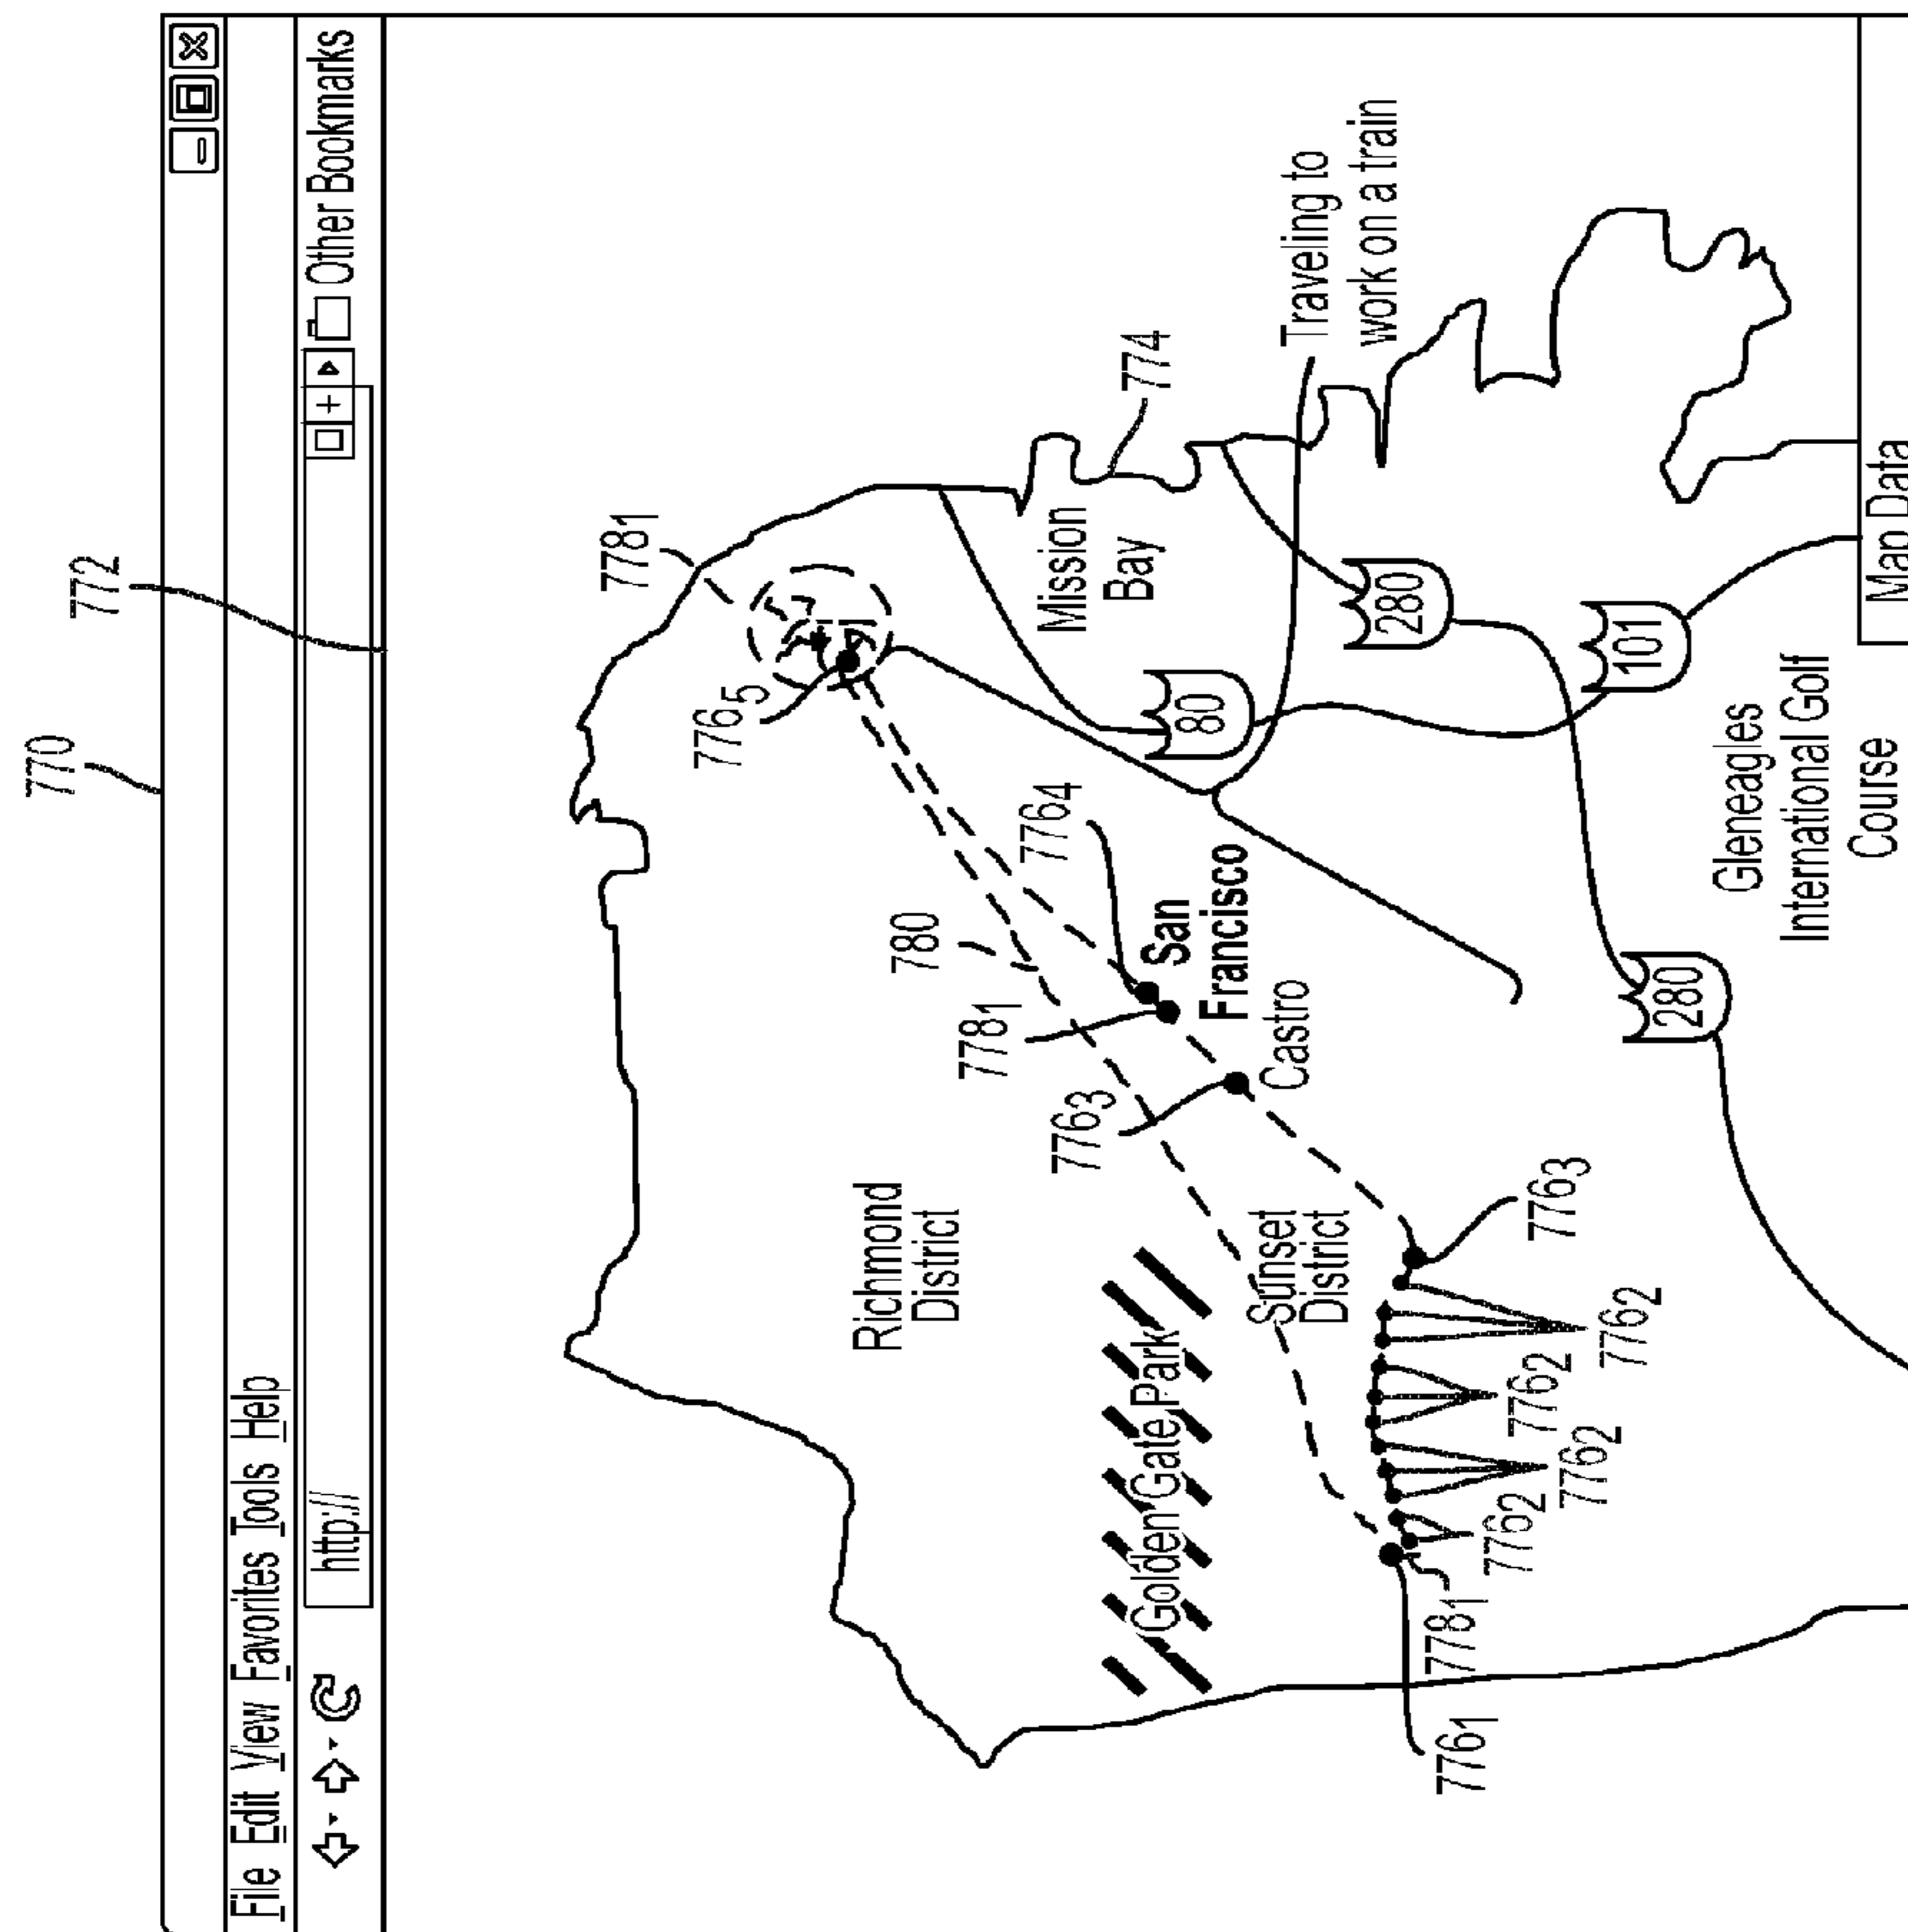 770
772
File Edit View Favorites Tools Help
http://
Other Bookmarks
778₁
776₅
774
Richmond
District
780
778₁
776₄
776₃
Mission
Bay
San
Francisco
Castro
80
Golden Gate Park
Sunset
District
Traveling to
work on a train
280
776₁
778₁
776₂
776₂
776₂
776₂
776₃
101
280
Gleneagles
International Golf
Course
Map Data